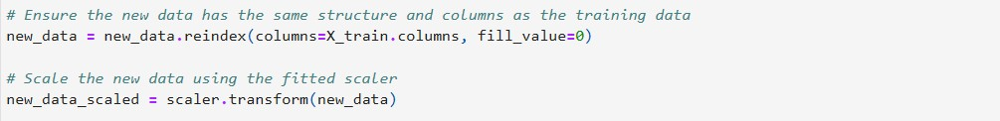 # Ensure the new data has the same structure and columns as the training data
new_data = new_data.reindex(columns=X_train.columns, fill_value=0)
# Scale the new data using the fitted scaler
new_data_scaled = scaler.transform(new_data)